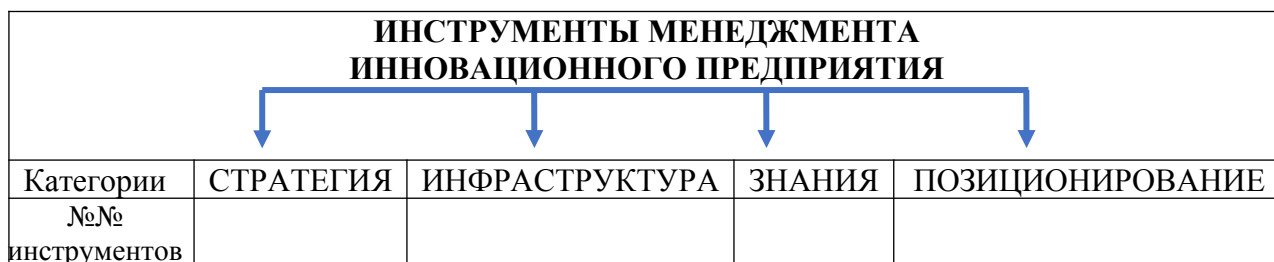 ИНСТРУМЕНТЫ МЕНЕДЖМЕНТА
ИННОВАЦИОННОГО ПРЕДПРИЯТИЯ
Категории СТРАТЕГИЯ ИНФРАСТРУКТУРА ЗНАНИЯ ПОЗИЦИОНИРОВАНИЕ
№№
инструментов